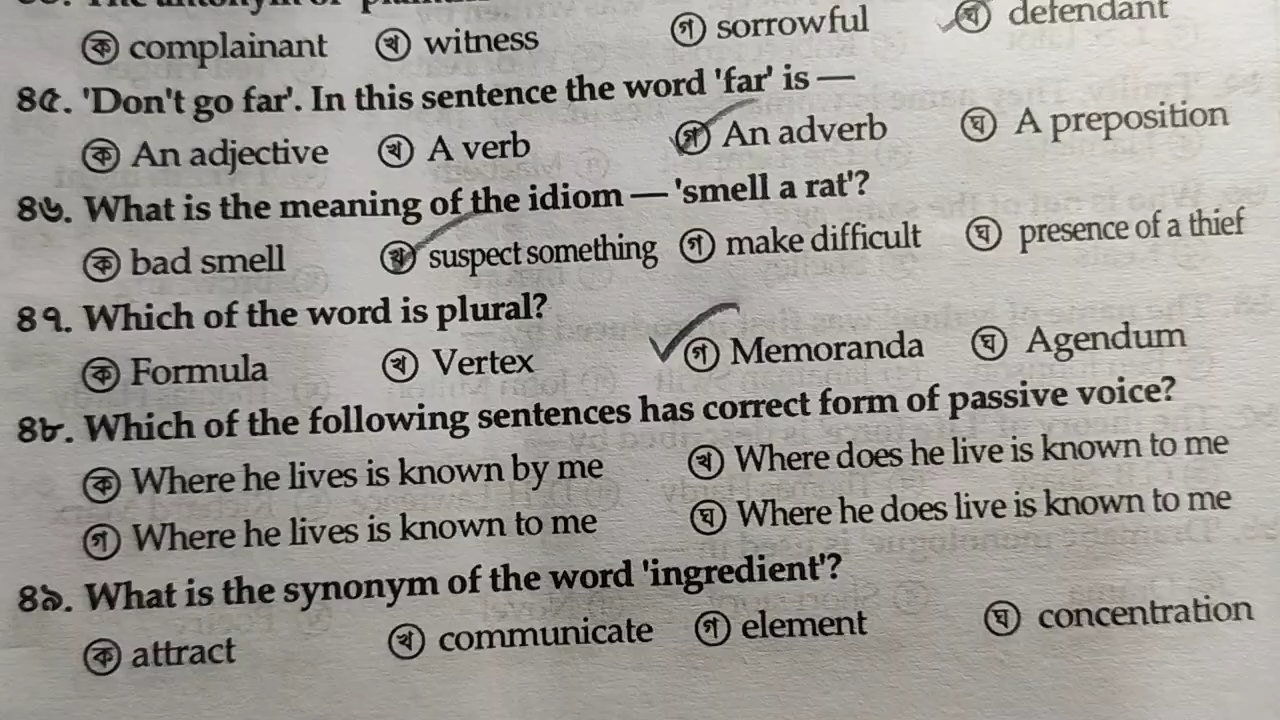 ক complainant খ witness গ sorrowful ঘ defendant
৪৫. 'Don't go far'. In this sentence the word 'far' is —
ক An adjective খ A verb গ An adverb ঘ A preposition
৪৬. What is the meaning of the idiom — 'smell a rat'?
ক bad smell খ suspect something গ make difficult ঘ presence of a thief
৪৭. Which of the word is plural?
ক Formula খ Vertex গ Memoranda ঘ Agendum
৪৮. Which of the following sentences has correct form of passive voice?
ক Where he lives is known by me খ Where does he live is known to me
গ Where he lives is known to me ঘ Where he does live is known to me
৪৯. What is the synonym of the word 'ingredient'?
ক attract খ communicate গ element ঘ concentration